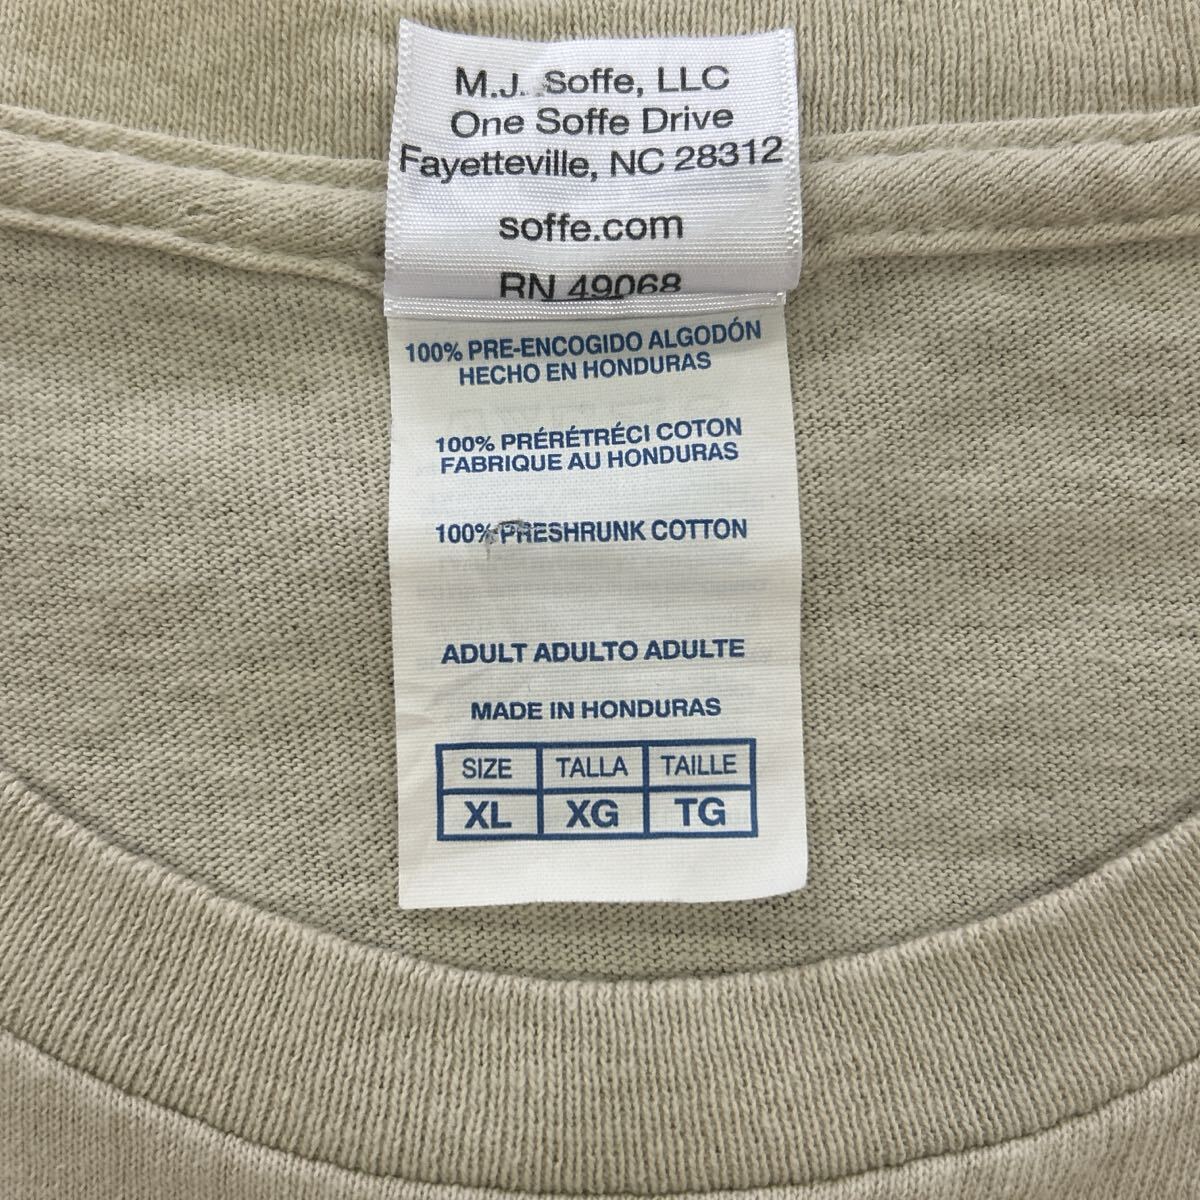 M.J. Soffe, LLC
One Soffe Drive
Fayetteville, NC 28312
soffe.com
RN 49068
100% PRE-ENCOGIDO ALGODÓN
HECHO EN HONDURAS
100% PRÉRÉTRÉCI COTON
FABRIQUE AU HONDURAS
100% PRESHRUNK COTTON
ADULT ADULTO ADULTE
MADE IN HONDURAS
SIZE TALLA TAILLE
XL XG TG